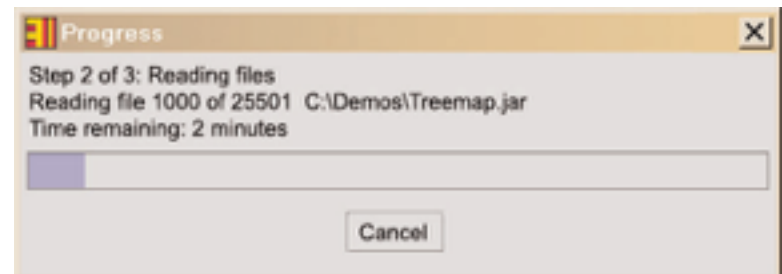 Progress
Step 2 of 3: Reading files
Reading file 1000 of 25501 C:\Demos\Treemap.jar
Time remaining: 2 minutes
Cancel